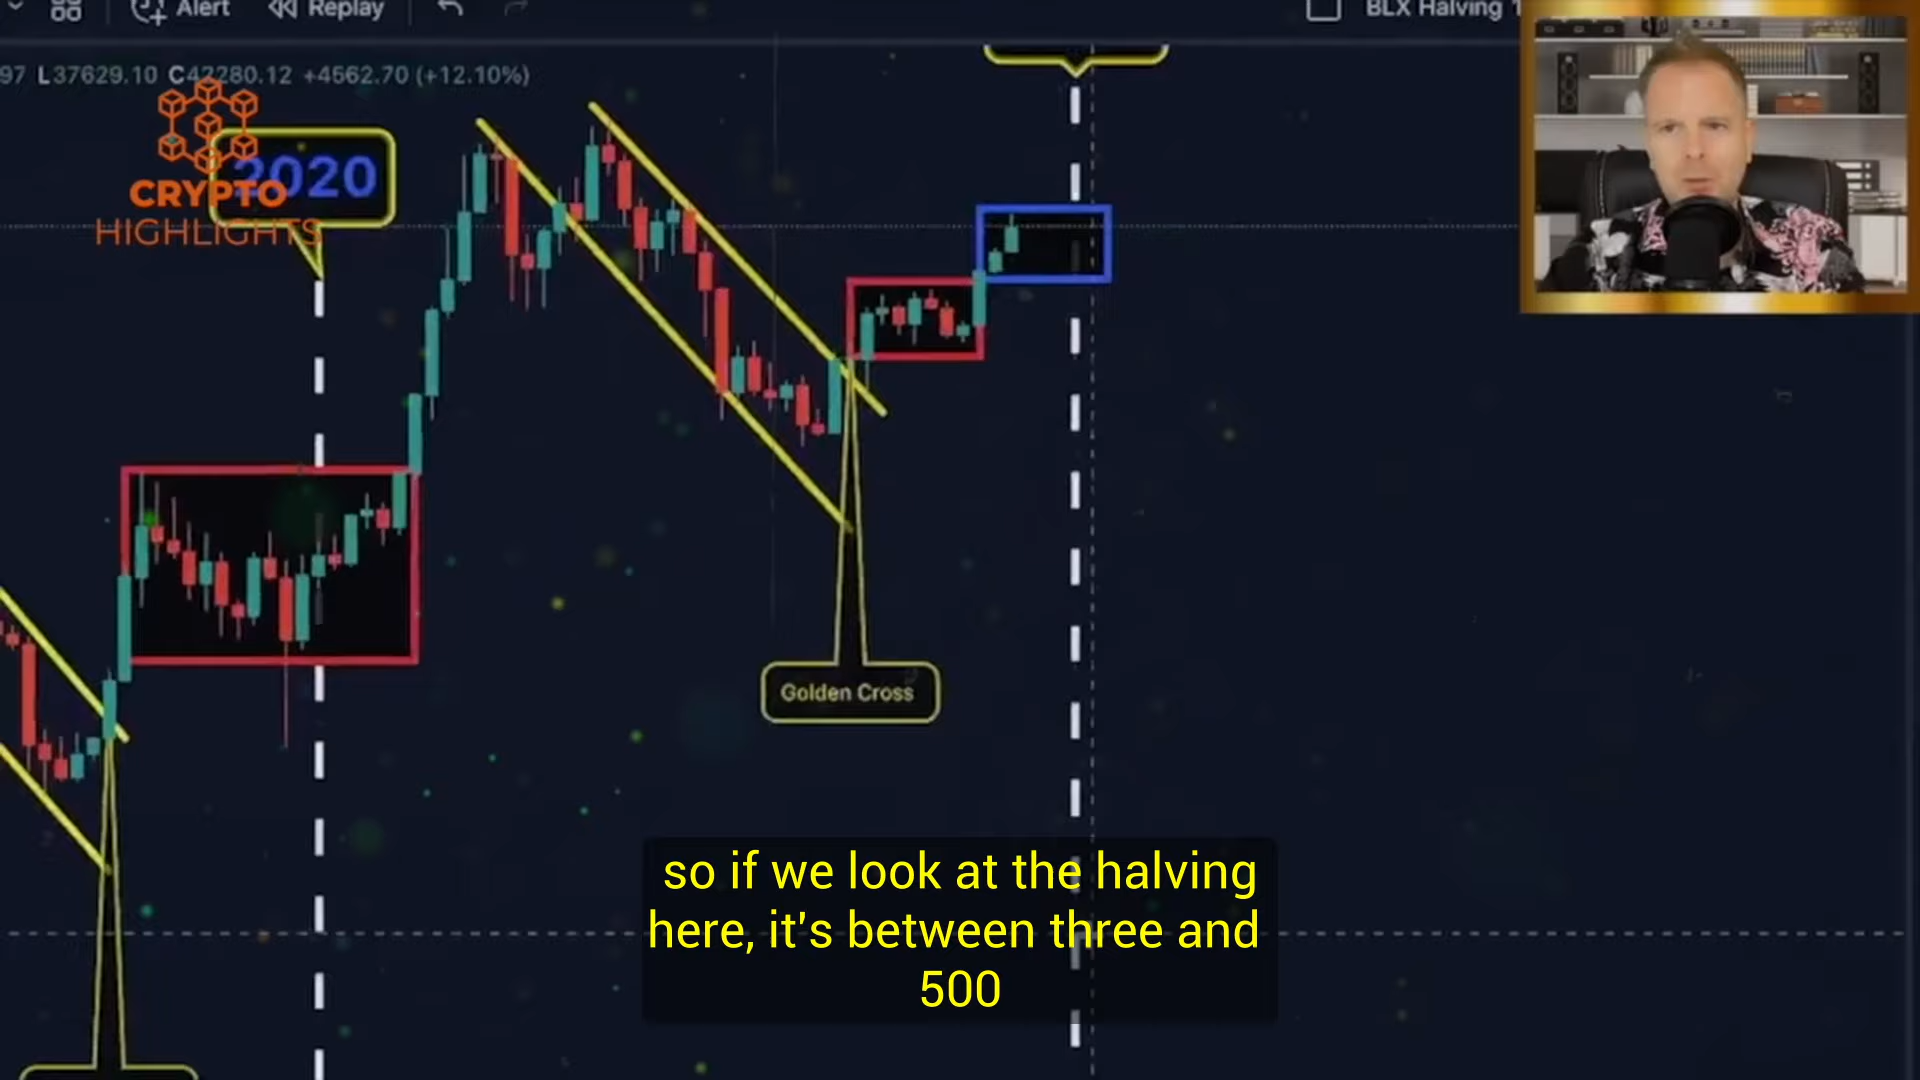 Alert
Replay
BLX Halving 1
97 L37629.10 C42280.12 +4562.70 (+12.10%)
2020
CRYPTO
HIGHLIGHTS
Golden Cross
so if we look at the halving
here, it's between three and
500